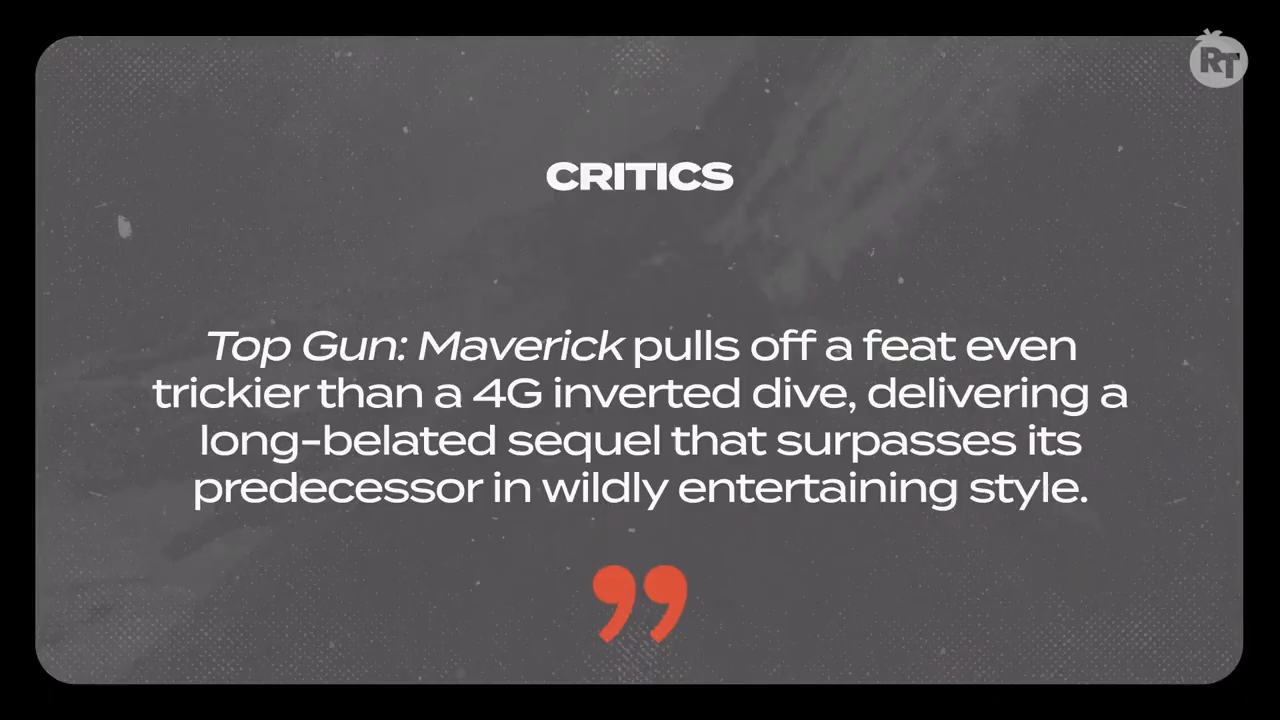 RT
CRITICS
Top Gun: Maverick pulls off a feat even
trickier than a 4G inverted dive, delivering a
long-belated sequel that surpasses its
predecessor in wildly entertaining style.
”